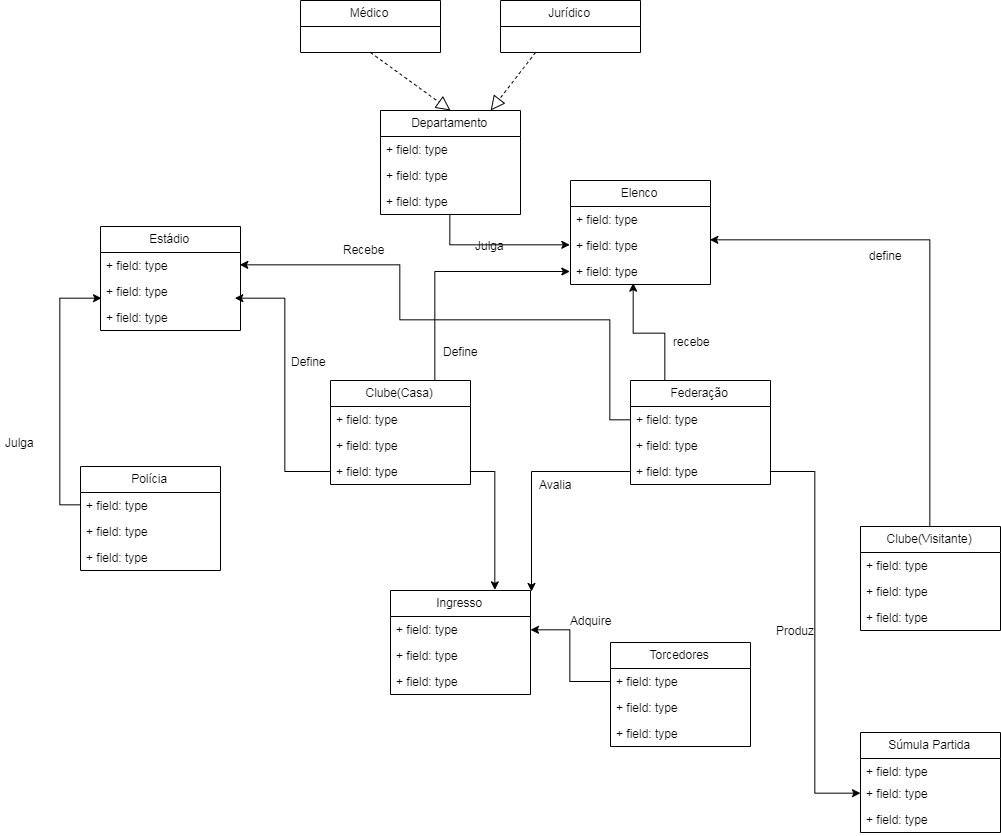 Médico
Jurídico
Departamento
+ field: type
+ field: type
+ field: type
Elenco
+ field: type
+ field: type
+ field: type
Julga
Estádio
+ field: type
+ field: type
+ field: type
Recebe
define
Define
Define
recebe
Clube(Casa)
+ field: type
+ field: type
+ field: type
Federação
+ field: type
+ field: type
+ field: type
Julga
Polícia
+ field: type
+ field: type
+ field: type
Avalia
Clube(Visitante)
+ field: type
+ field: type
+ field: type
Ingresso
+ field: type
+ field: type
+ field: type
Adquire
Produz
Torcedores
+ field: type
+ field: type
+ field: type
Súmula Partida
+ field: type
+ field: type
+ field: type